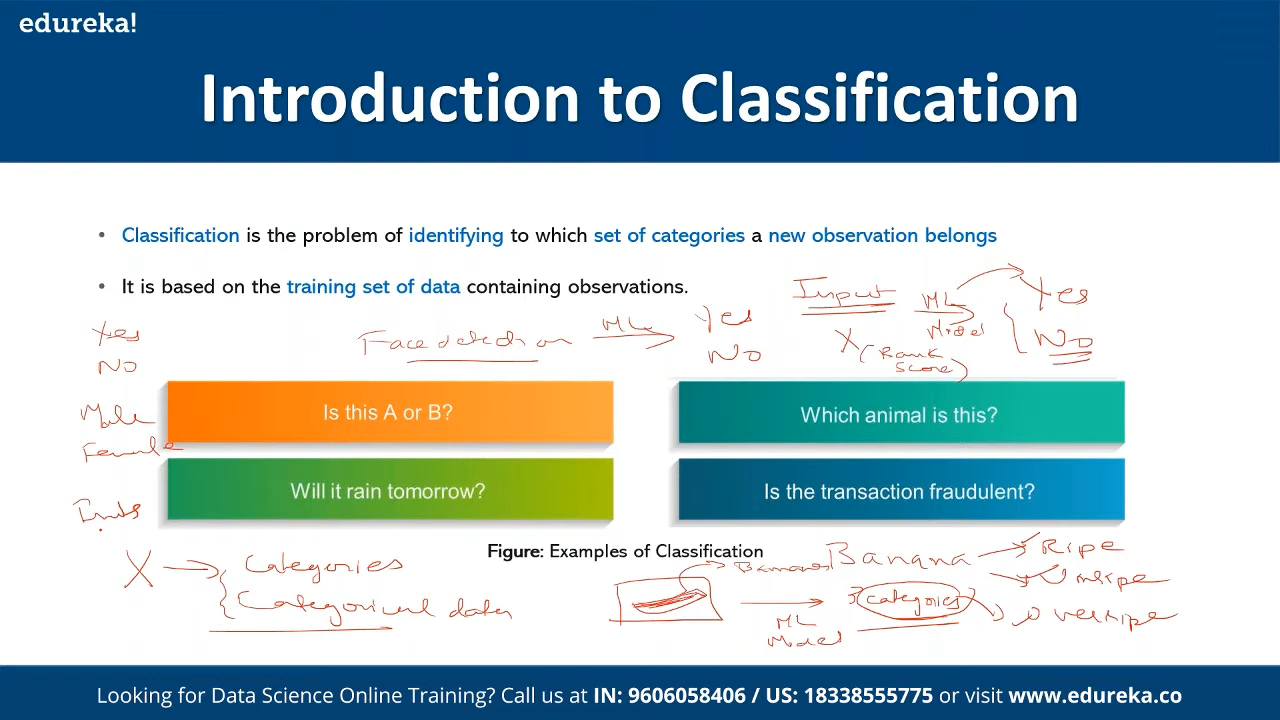 edureka!
Introduction to Classification
• Classification is the problem of identifying to which set of categories a new observation belongs
• It is based on the training set of data containing observations.
Input ML Model Yes
X (Bank Score) No
Yes
No
Face detection ML Yes
No
Male
Female
Is this A or B?
Which animal is this?
Will it rain tomorrow?
Is the transaction fraudulent?
Figure: Examples of Classification
X → Categories
Categorical data
Banana Ripe
Unripe
Overripe
ML Model categories
Looking for Data Science Online Training? Call us at IN: 9606058406 / US: 18338555775 or visit www.edureka.co